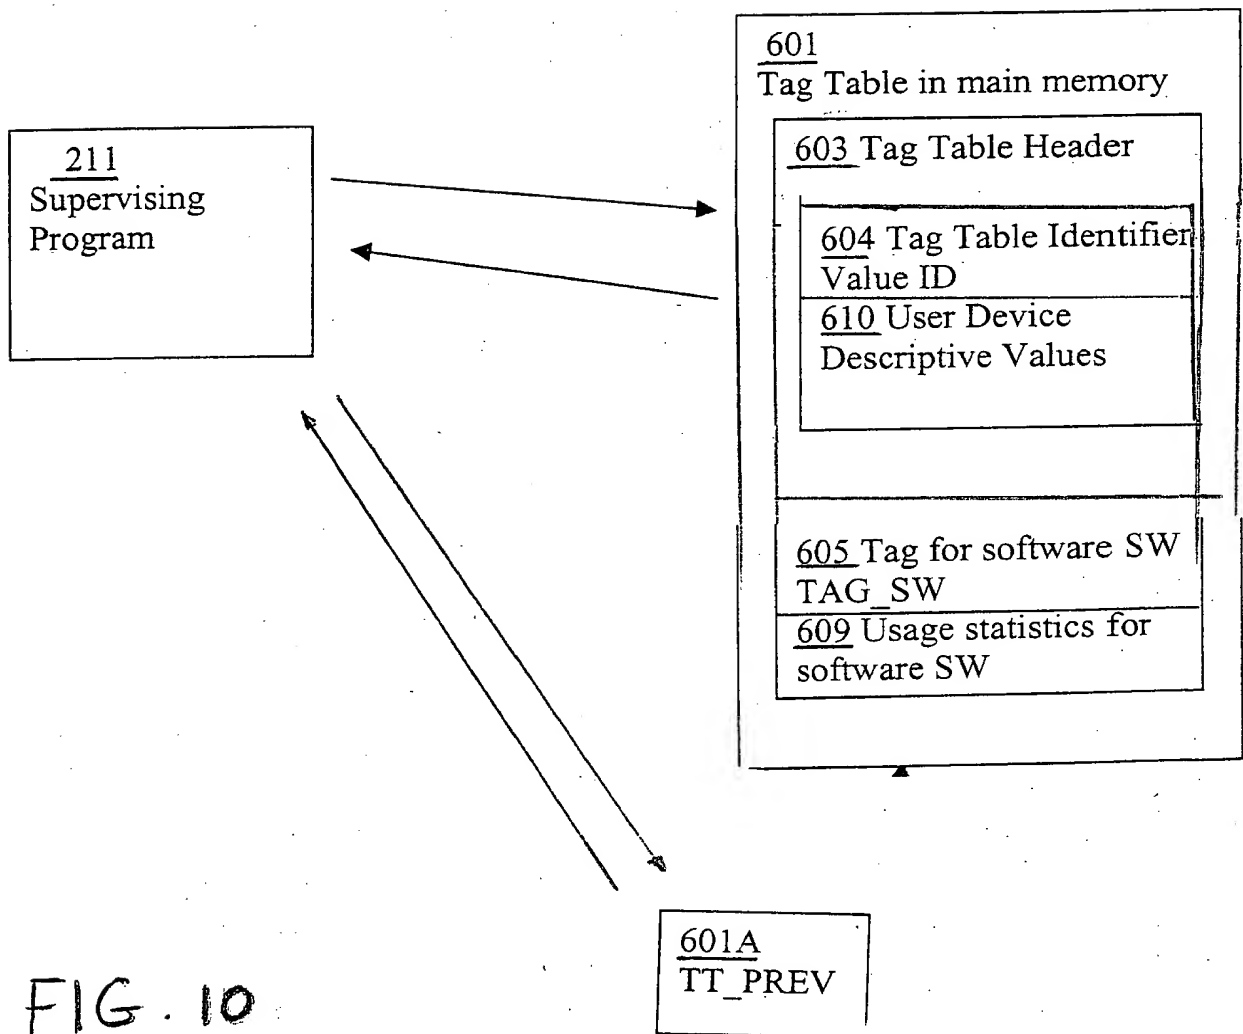 211
Supervising
Program
601
Tag Table in main memory
603 Tag Table Header
604 Tag Table Identifier
Value ID
610 User Device
Descriptive Values
605 Tag for software SW
TAG_SW
609 Usage statistics for
software SW
601A
TT_PREV
FIG. 10